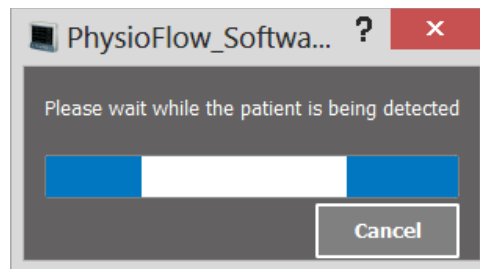 PhysioFlow_Softwa... ? ×
Please wait while the patient is being detected
Cancel